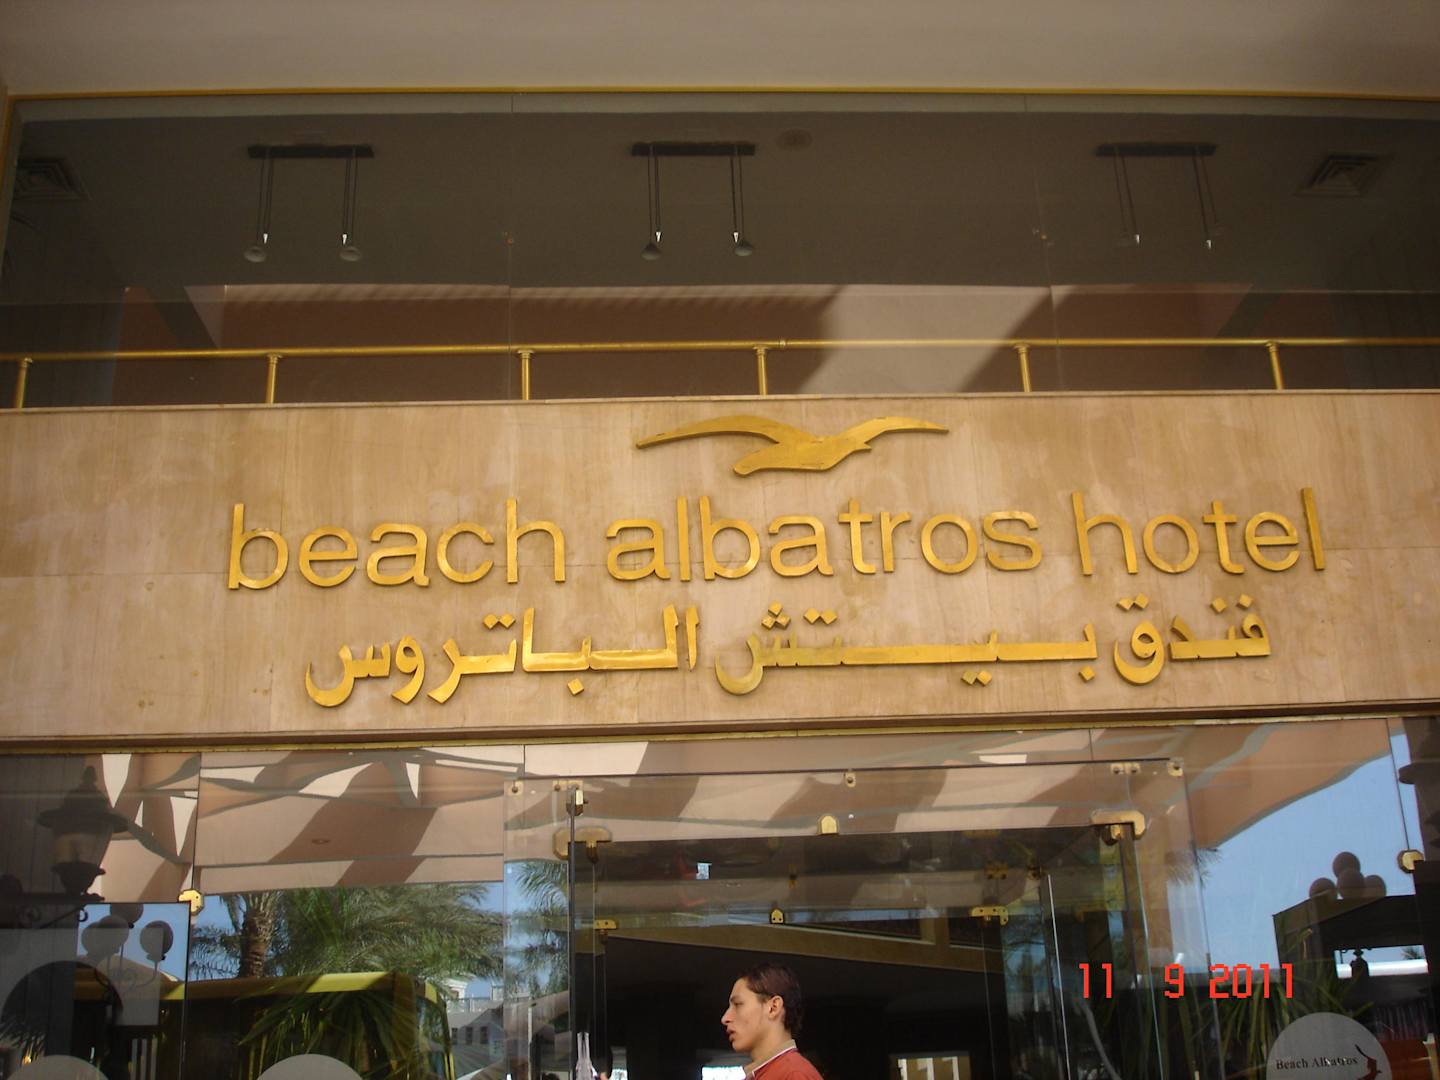 beach albatros hotel
فندق بيتش الباتروس
11 9 2011
Beach Albatros